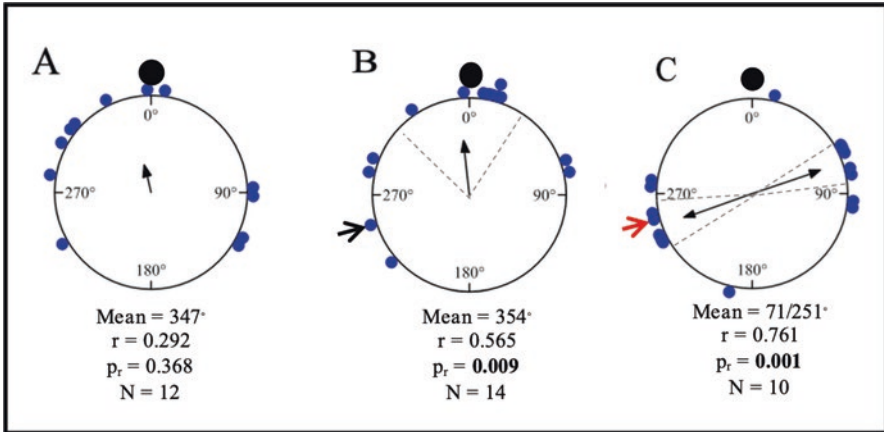 A
0°
270°
90°
180°
Mean = 347°
r = 0.292
pr = 0.368
N = 12
B
0°
270°
90°
180°
Mean = 354°
r = 0.565
pr = 0.009
N = 14
C
0°
270°
90°
180°
Mean = 71/251°
r = 0.761
pr = 0.001
N = 10